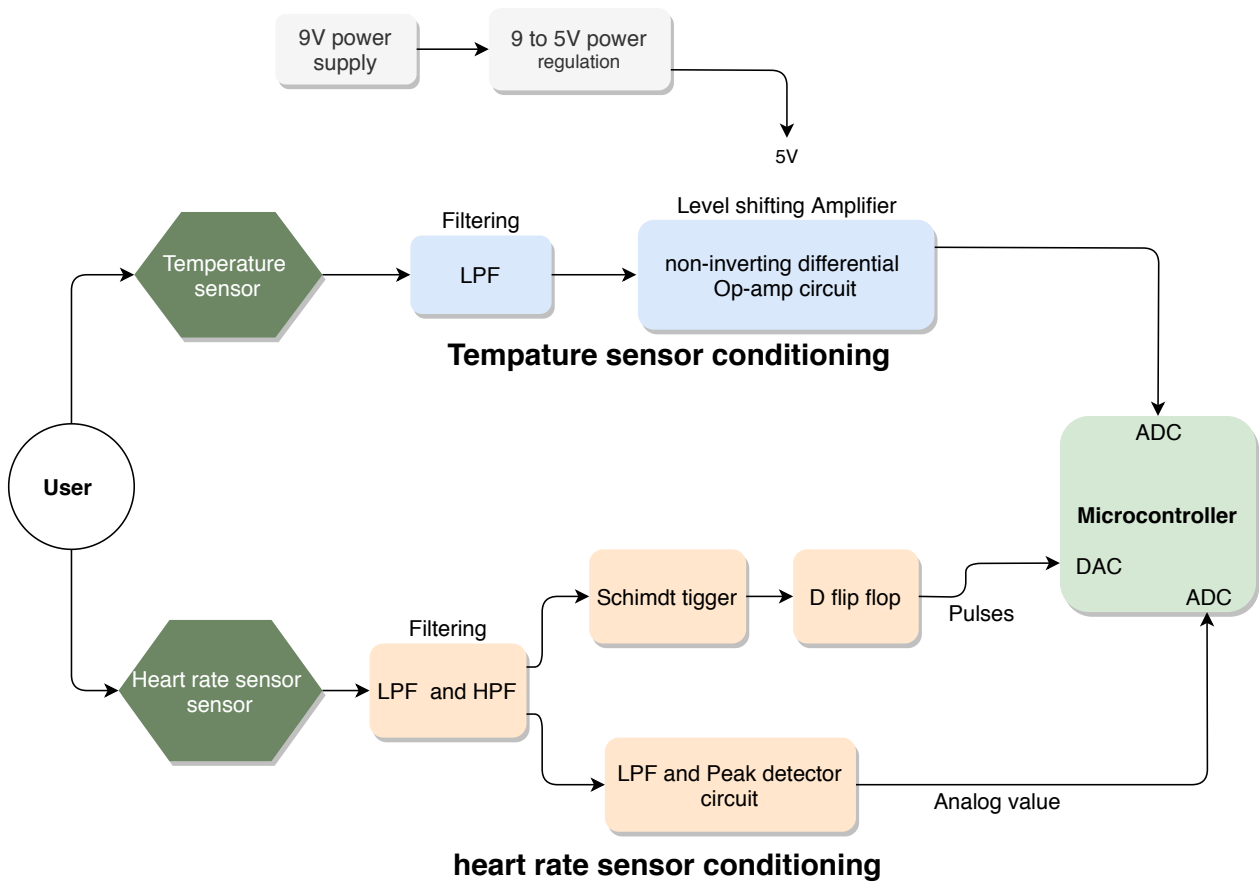 9V power
supply
9 to 5V power
regulation
5V
Level shifting Amplifier
Filtering
Temperature
sensor
LPF
non-inverting differential
Op-amp circuit
Tempature sensor conditioning
ADC
User
Microcontroller
DAC
ADC
Schimdt tigger
D flip flop
Pulses
Filtering
Heart rate sensor
sensor
LPF  and HPF
LPF and Peak detector
circuit
Analog value
heart rate sensor conditioning